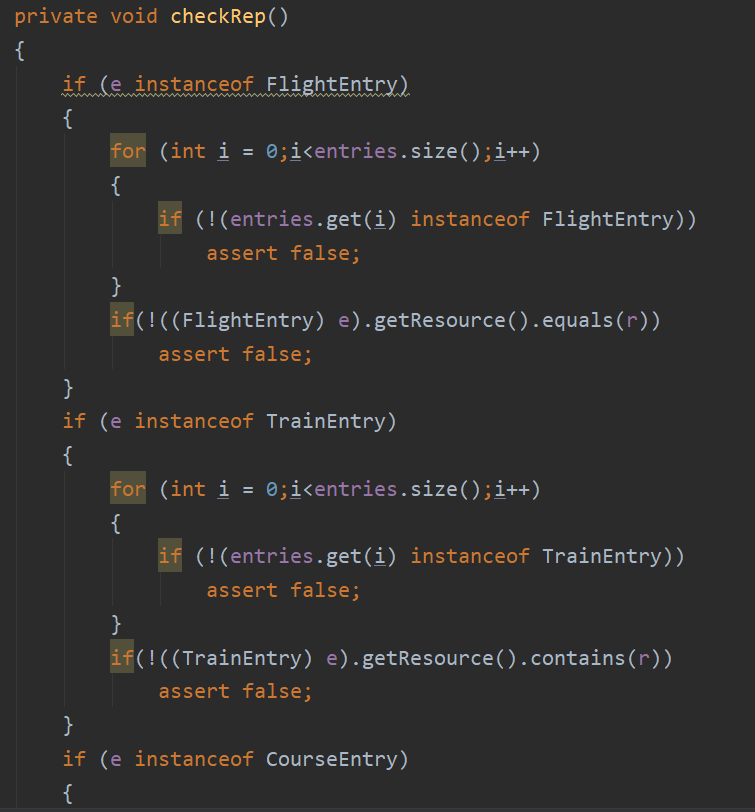 private void checkRep()
{
    if (e instanceof FlightEntry)
    {
        for (int i = 0;i<entries.size();i++)
        {
            if (!(entries.get(i) instanceof FlightEntry))
                assert false;
        }
        if(!((FlightEntry) e).getResource().equals(r))
            assert false;
    }
    if (e instanceof TrainEntry)
    {
        for (int i = 0;i<entries.size();i++)
        {
            if (!(entries.get(i) instanceof TrainEntry))
                assert false;
        }
        if(!((TrainEntry) e).getResource().contains(r))
            assert false;
    }
    if (e instanceof CourseEntry)
    {